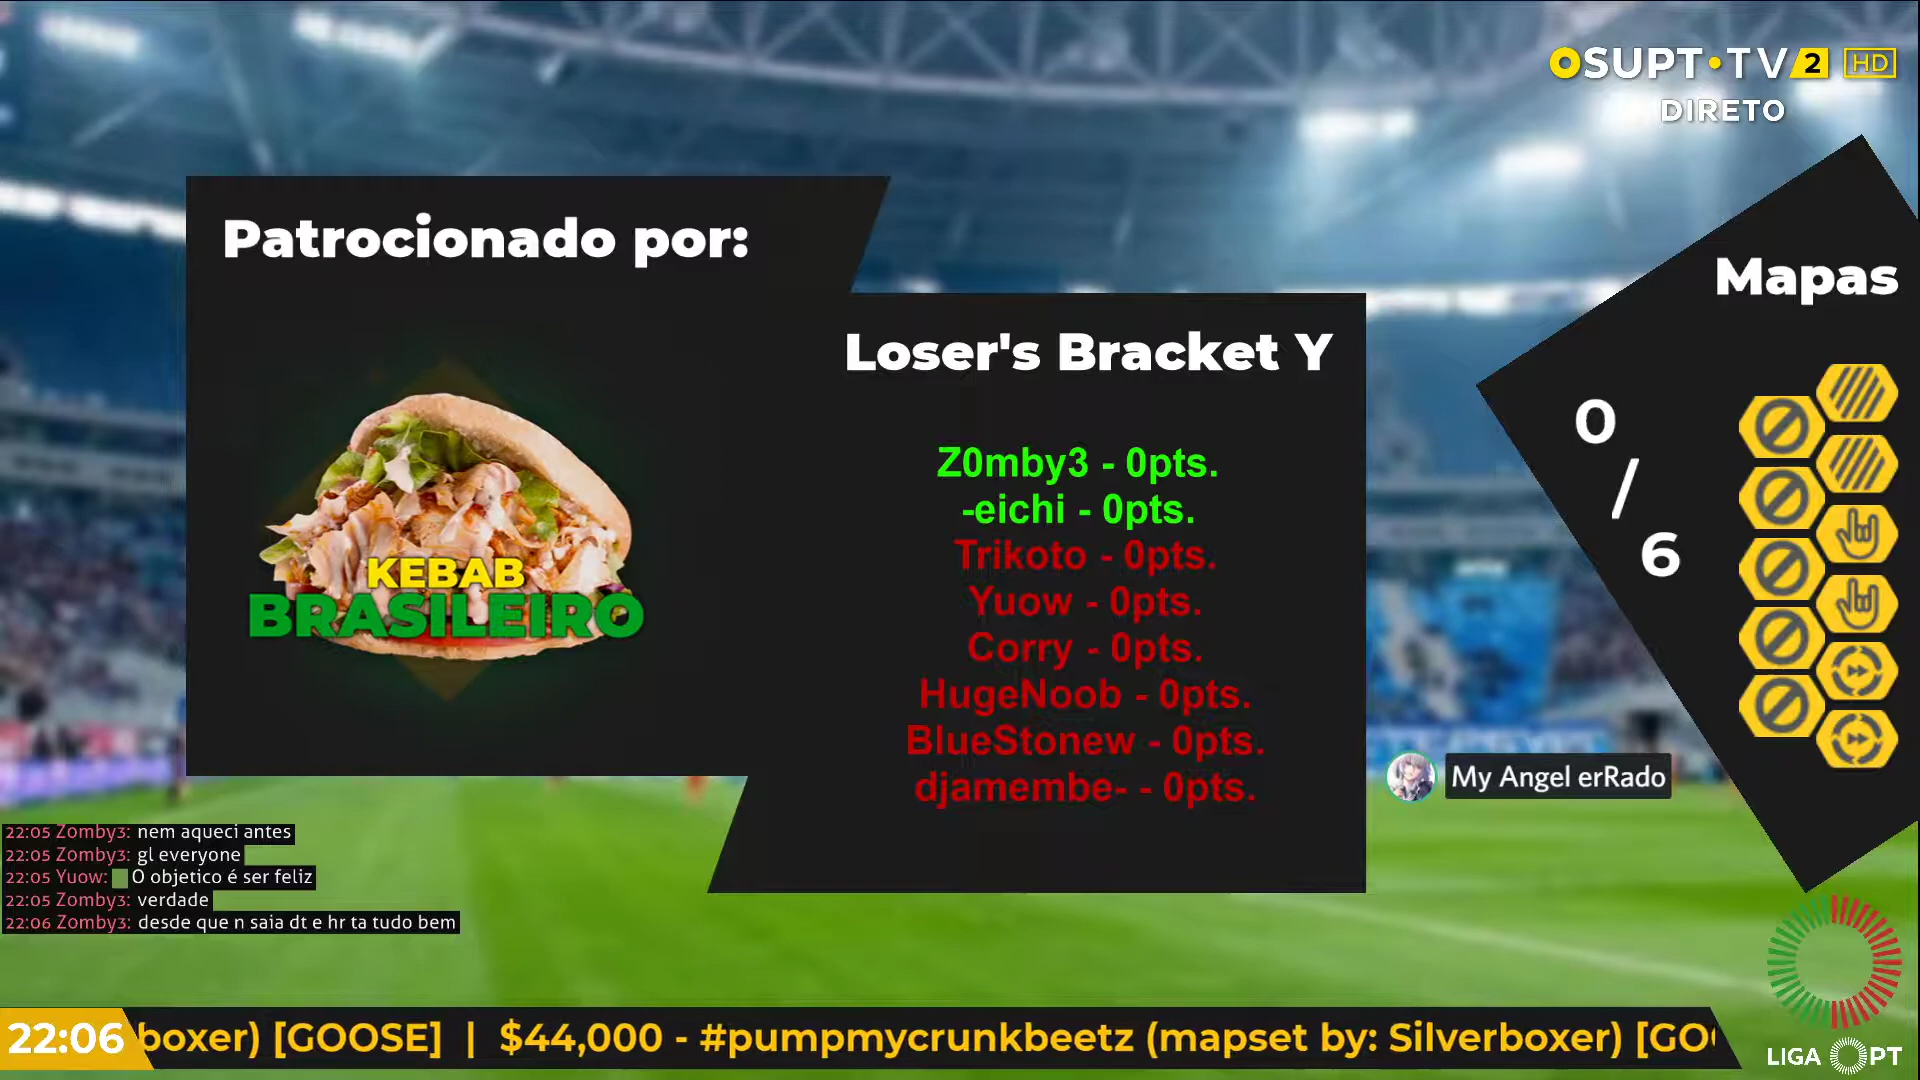 OSUPT•TV 2 HD
DIRETO
Patrocionado por:
KEBAB
BRASILEIRO
Loser's Bracket Y
Z0mby3 - 0pts.
-eichi - 0pts.
Trikoto - 0pts.
Yuow - 0pts.
Corry - 0pts.
HugeNoob - 0pts.
BlueStonew - 0pts.
djamembe- - 0pts.
Mapas
0
/
6
My Angel erRado
22:05 Zomby3: nem aqueci antes
22:05 Zomby3: gl everyone
22:05 Yuow: O objetico é ser feliz
22:05 Zomby3: verdade
22:06 Zomby3: desde que n saia dt e hr ta tudo bem
22:06 boxer) [GOOSE] | $44,000 - #pumpmycrunkbeetz (mapset by: Silverboxer) [GO
LIGA PT